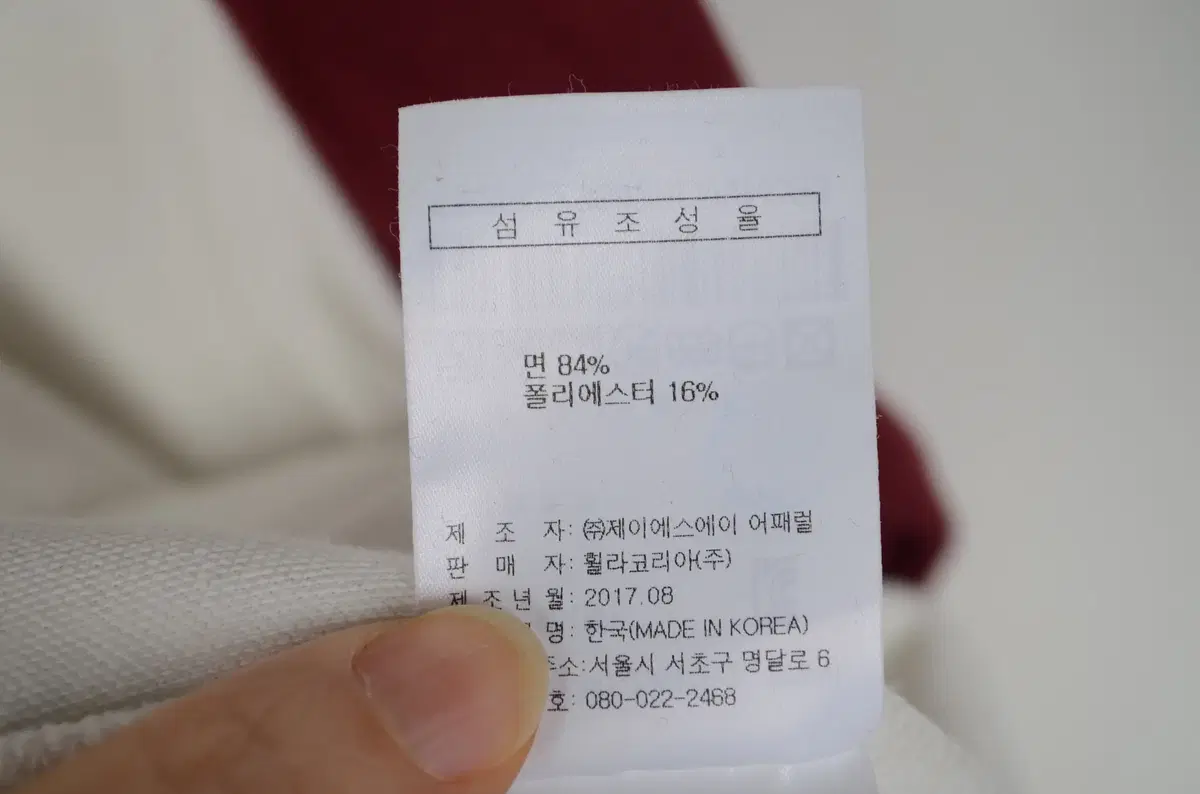 섬유조성율
면 84%
폴리에스터 16%
제 조 자: ㈜제이에스에이 어패럴
판 매 자: 휠라코리아(주)
제조년월: 2017.08
명: 한국(MADE IN KOREA)
주소:서울시 서초구 명달로 6
호: 080-022-2468